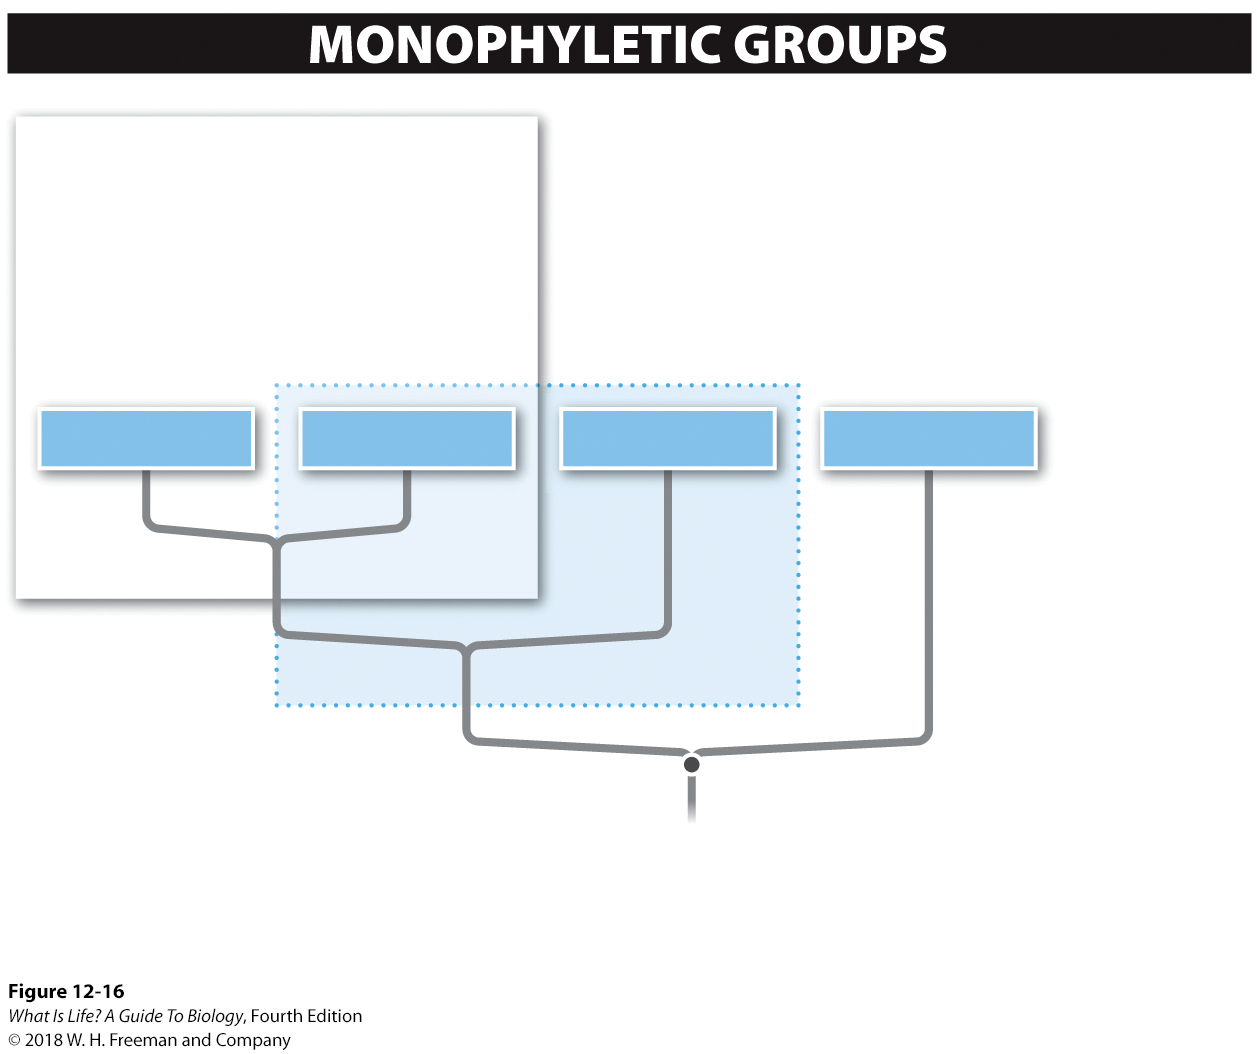 MONOPHYLETIC GROUPS
Figure 12-16
What Is Life? A Guide To Biology, Fourth Edition
© 2018 W. H. Freeman and Company